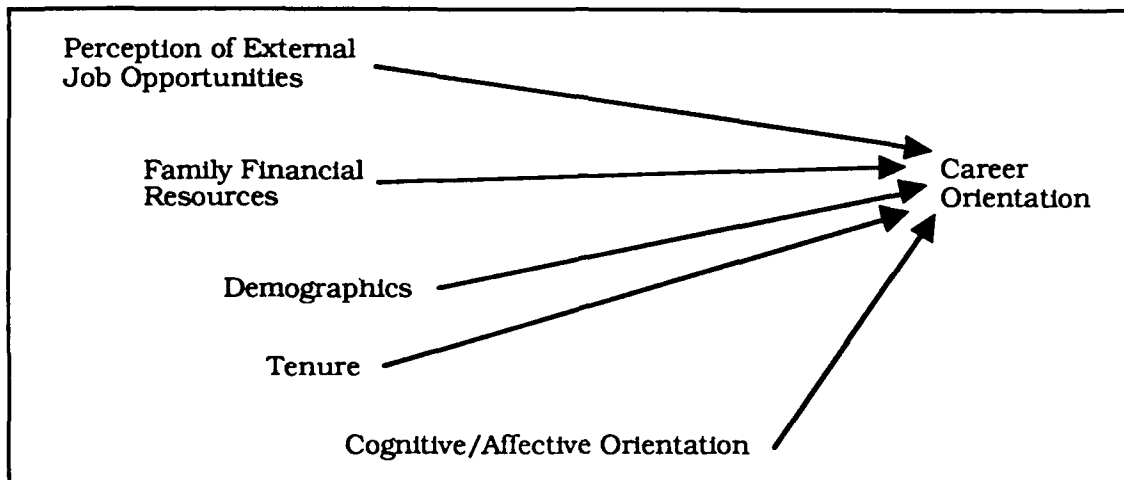 Perception of External
Job Opportunities
Family Financial
Resources
Career
Orientation
Demographics
Tenure
Cognitive/Affective Orientation